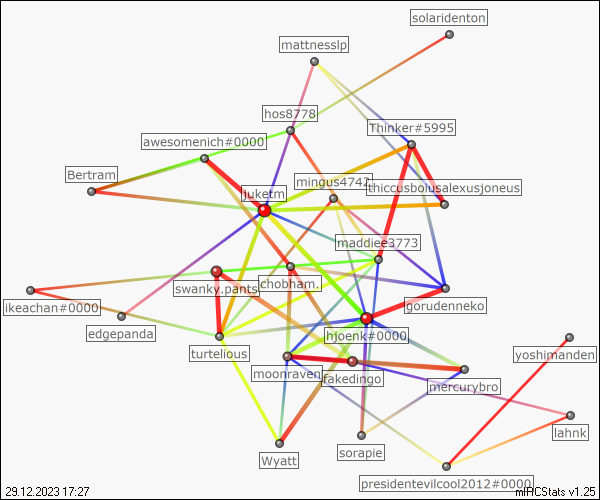 solaridenton
mattnesslp
hos8778
Thinker#5995
awesomenich#0000
Bertram
mingus4742
thiccusbolusalexusjoneus
juketm
maddiee3773
swanky.pants
chobham.
gorudenneko
ikeachan#0000
edgepanda
hjoenk#0000
turtelious
yoshimanden
moonraven
fakedingo
mercurybro
lahnk
sorapie
Wyatt
presidentevilcool2012#0000
29.12.2023 17:27
mIRCStats v1.25